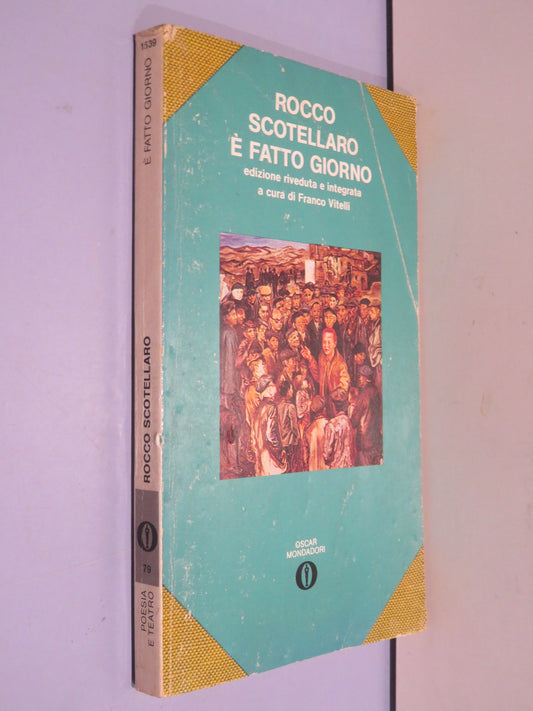 ROCCO
SCOTELLARO
È FATTO GIORNO
edizione riveduta e integrata
a cura di Franco Vitelli
OSCAR
MONDADORI
1539
È FATTO GIORNO
ROCCO SCOTELLARO
79
POESIA
E TEATRO